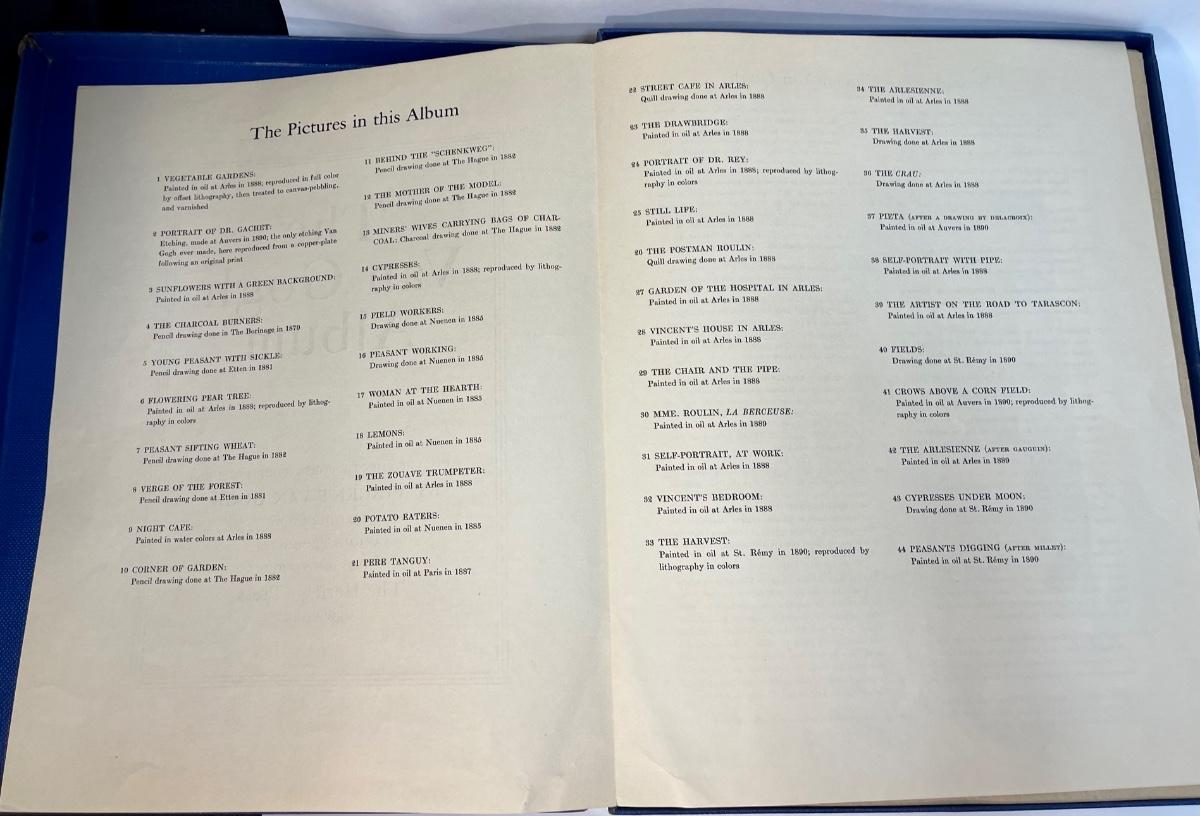 The Pictures in this Album
1 VEGETABLE GARDENS:
Painted in oil at Arles in 1888; reproduced in full color
by offset lithography, then treated to canvas-pebbling,
and varnished
2 PORTRAIT OF DR. GACHET:
Etching, made at Auvers in 1890; the only etching Van
Gogh ever made, here reproduced from a copper-plate
following an original print
3 SUNFLOWERS WITH A GREEN BACKGROUND:
Painted in oil at Arles in 1888
4 THE CHARCOAL BURNERS:
Pencil drawing done in The Borinage in 1879
5 YOUNG PEASANT WITH SICKLE:
Pencil drawing done at Etten in 1881
6 FLOWERING PEAR TREE:
Painted in oil at Arles in 1888; reproduced by lithog-
raphy in colors
7 PEASANT SIFTING WHEAT:
Pencil drawing done at The Hague in 1882
8 VERGE OF THE FOREST:
Pencil drawing done at Etten in 1881
9 NIGHT CAFE:
Painted in water colors at Arles in 1888
10 CORNER OF GARDEN:
Pencil drawing done at The Hague in 1882
11 BEHIND THE "SCHENKWEG":
Pencil drawing done at The Hague in 1882
12 THE MOTHER OF THE MODEL:
Pencil drawing done at The Hague in 1882
13 MINERS' WIVES CARRYING BAGS OF CHAR-
COAL: Charcoal drawing done at The Hague in 1882
14 CYPRESSES:
Painted in oil at Arles in 1888; reproduced by lithog-
raphy in colors
15 FIELD WORKERS:
Drawing done at Nuenen in 1885
16 PEASANT WORKING:
Drawing done at Nuenen in 1885
17 WOMAN AT THE HEARTH:
Painted in oil at Nuenen in 1885
18 LEMONS:
Painted in oil at Nuenen in 1885
19 THE ZOUAVE TRUMPETER:
Painted in oil at Arles in 1888
20 POTATO EATERS:
Painted in oil at Nuenen in 1885
21 PERE TANGUY:
Painted in oil at Paris in 1887
22 STREET CAFE IN ARLES:
Quill drawing done at Arles in 1888
23 THE DRAWBRIDGE:
Painted in oil at Arles in 1888
24 PORTRAIT OF DR. REY:
Painted in oil at Arles in 1888; reproduced by lithog-
raphy in colors
25 STILL LIFE:
Painted in oil at Arles in 1888
26 THE POSTMAN ROULIN:
Quill drawing done at Arles in 1888
27 GARDEN OF THE HOSPITAL IN ARLES:
Painted in oil at Arles in 1888
28 VINCENT'S HOUSE IN ARLES:
Painted in oil at Arles in 1888
29 THE CHAIR AND THE PIPE:
Painted in oil at Arles in 1888
30 MME. ROULIN, LA BERCEUSE:
Painted in oil at Arles in 1889
31 SELF-PORTRAIT, AT WORK:
Painted in oil at Arles in 1888
32 VINCENT'S BEDROOM:
Painted in oil at Arles in 1888
33 THE HARVEST:
Painted in oil at St. Rémy in 1890; reproduced by
lithography in colors
34 THE ARLESIENNE:
Painted in oil at Arles in 1888
35 THE HARVEST:
Drawing done at Arles in 1888
36 THE CRAU:
Drawing done at Arles in 1888
37 PIETA (AFTER A DRAWING BY DELACROIX):
Painted in oil at Auvers in 1890
38 SELF-PORTRAIT WITH PIPE:
Painted in oil at Arles in 1888
39 THE ARTIST ON THE ROAD TO TARASCON:
Painted in oil at Arles in 1888
40 FIELDS:
Drawing done at St. Rémy in 1890
41 CROWS ABOVE A CORN FIELD:
Painted in oil at Auvers in 1890; reproduced by lithog-
raphy in colors
42 THE ARLESIENNE (AFTER GAUGUIN):
Painted in oil at Arles in 1889
43 CYPRESSES UNDER MOON:
Drawing done at St. Rémy in 1890
44 PEASANTS DIGGING (AFTER MILLET):
Painted in oil at St. Rémy in 1890